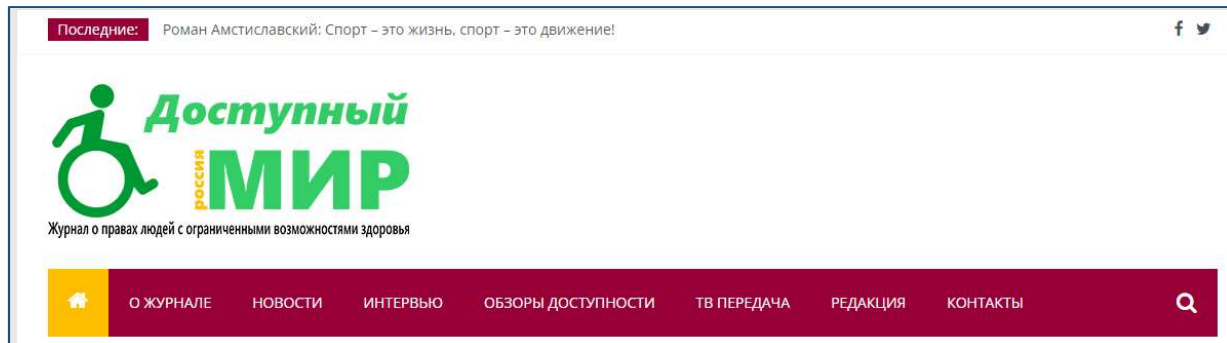 Последние: Роман Амстиславский: Спорт – это жизнь, спорт – это движение!
Доступный
россия
МИР
Журнал о правах людей с ограниченными возможностями здоровья
О ЖУРНАЛЕ НОВОСТИ ИНТЕРВЬЮ ОБЗОРЫ ДОСТУПНОСТИ ТВ ПЕРЕДАЧА РЕДАКЦИЯ КОНТАКТЫ